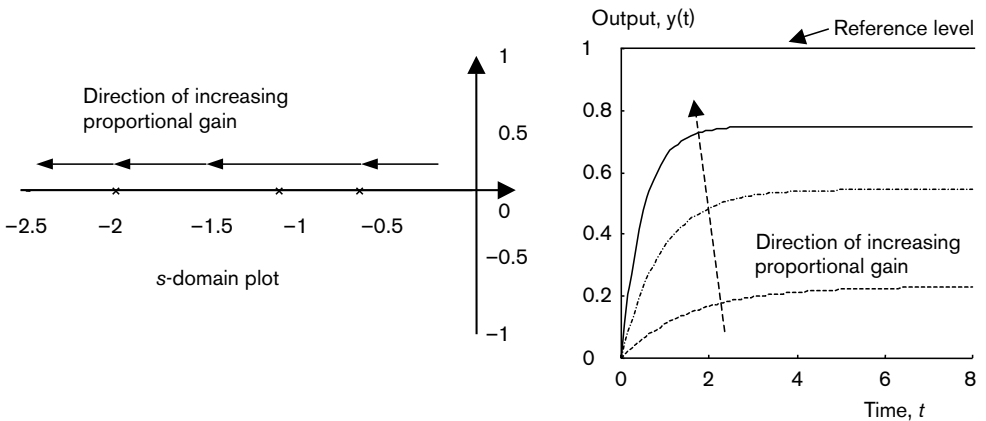 Direction of increasing
proportional gain
1
0.5
0
−0.5
−1
−2.5
−2
−1.5
−1
−0.5
s-domain plot
Output, y(t)
Reference level
1
0.8
0.6
0.4
0.2
0
Direction of increasing
proportional gain
0
2
4
6
8
Time, t